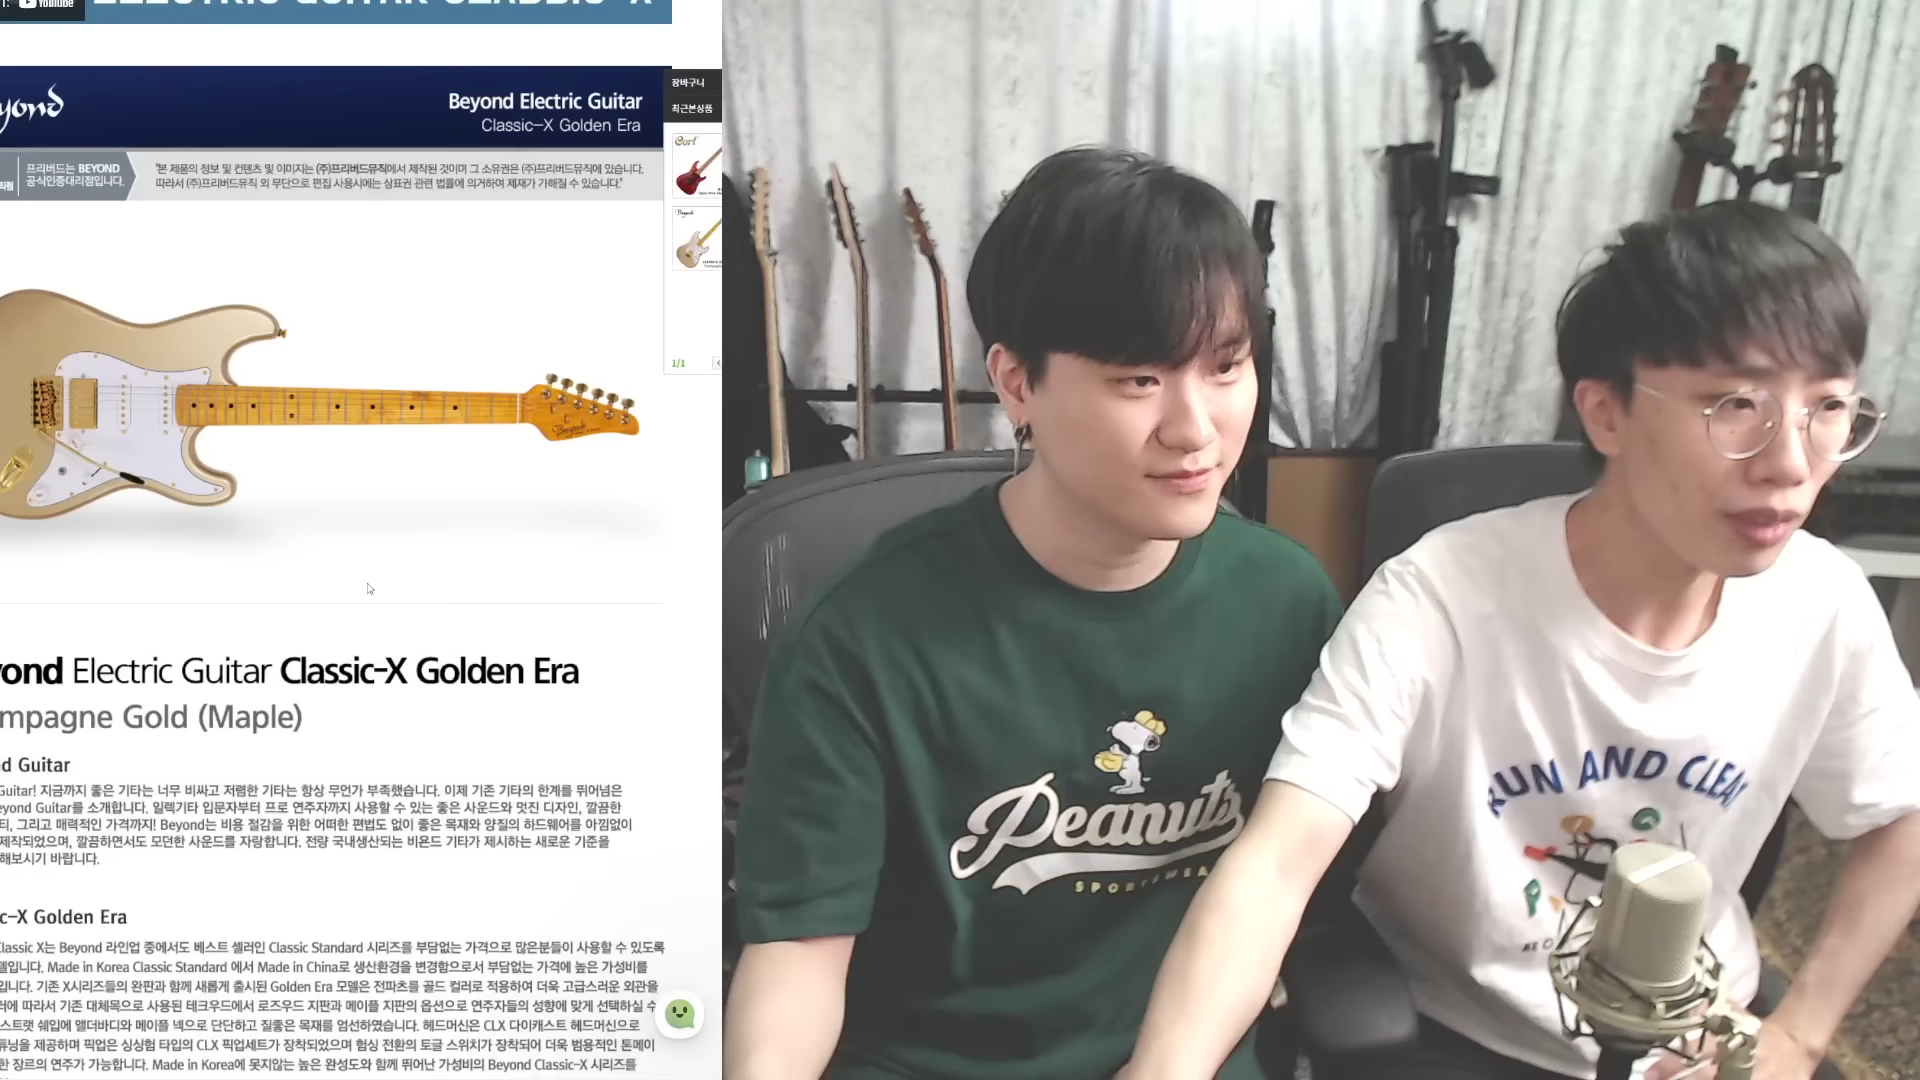 YouTube
ELECTRIC GUITAR CLASSIC-X
yond
Beyond Electric Guitar
Classic-X Golden Era
프리버드는 BEYOND
공식인증대리점입니다.
"본 제품의 정보 및 컨텐츠 및 이미지는 (주)프리버드뮤직에서 제작된 것이며 그 소유권은 (주)프리버드뮤직에 있습니다.
따라서 (주)프리버드뮤직 외 무단으로 편집 사용시에는 상표권 관련 법률에 의거하여 제재가 가해질 수 있습니다."
장바구니
최근본상품
Cort
Beyond
1/1
Beyond
yond Electric Guitar Classic-X Golden Era
mpagne Gold (Maple)
d Guitar
Guitar! 지금까지 좋은 기타는 너무 비싸고 저렴한 기타는 항상 무언가 부족했습니다. 이제 기존 기타의 한계를 뛰어넘은
eyond Guitar를 소개합니다. 일렉기타 입문자부터 프로 연주자까지 사용할 수 있는 좋은 사운드와 멋진 디자인, 깔끔한
티, 그리고 매력적인 가격까지! Beyond는 비용 절감을 위한 어떠한 편법도 없이 좋은 목재와 양질의 하드웨어를 아낌없이
제작되었으며, 깔끔하면서도 모던한 사운드를 자랑합니다. 전량 국내생산되는 비욘드 기타가 제시하는 새로운 기준을
해보시기 바랍니다.
c-X Golden Era
Classic X는 Beyond 라인업 중에서도 베스트 셀러인 Classic Standard 시리즈를 부담없는 가격으로 많은분들이 사용할 수 있도록
델입니다. Made in Korea Classic Standard 에서 Made in China로 생산환경을 변경함으로서 부담없는 가격에 높은 가성비를
입니다. 기존 X시리즈들의 완판과 함께 새롭게 출시된 Golden Era 모델은 전파츠를 골드 컬러로 적용하여 더욱 고급스러운 외관을
러에 따라서 기존 대체목으로 사용된 테크우드에서 로즈우드 지판과 메이플 지판의 옵션으로 연주자들의 성향에 맞게 선택하실 수
스트랫 쉐입에 앨더바디와 메이플 넥으로 단단하고 질좋은 목재를 엄선하였습니다. 헤드머신은 CLX 다이캐스트 헤드머신으로
튜닝을 제공하며 픽업은 싱싱험 타입의 CLX 픽업세트가 장착되었으며 험싱 전환의 토글 스위치가 장착되어 더욱 범용적인 톤메이
한 장르의 연주가 가능합니다. Made in Korea에 못지않는 높은 완성도와 함께 뛰어난 가성비의 Beyond Classic-X 시리즈를
Peanuts
SPORTSWEA
RUN AND CLEA